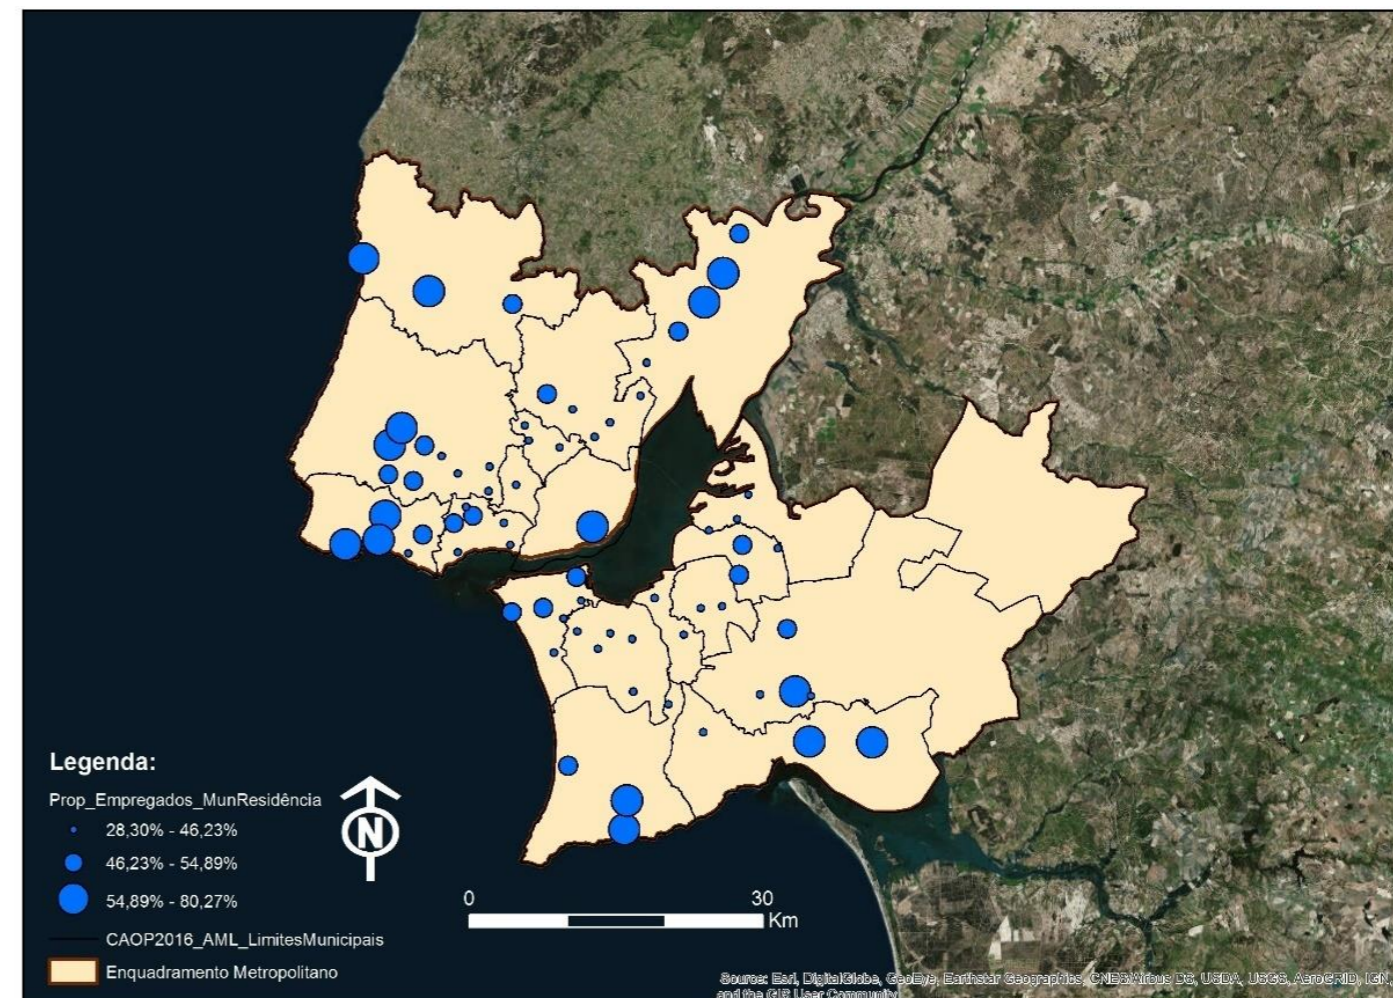 Legenda:
Prop_Empregados_MunResidência
28,30% - 46,23%
46,23% - 54,89%
54,89% - 80,27%
CAOP2016_AML_LimitesMunicipais
Enquadramento Metropolitano
N
0 30
Km
Source: Esri, DigitalGlobe, GeoEye, Earthstar Geographics, CNES/Airbus DS, USDA, USGS, AeroGRID, IGN,
and the GIS User Community